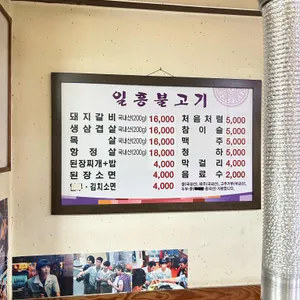 일흥불고기
돼지갈비 국내산(200g) 16,000
생삼겹살 국내산(200g) 16,000
목살 국내산(200g) 16,000
항정살 국내산(200g) 18,000
된장찌개+밥 4,000
된장소면 4,000
김치소면 4,000
처음처럼 5,000
참이슬 5,000
맥주 5,000
청하 5,000
막걸리 4,000
음료수 2,000